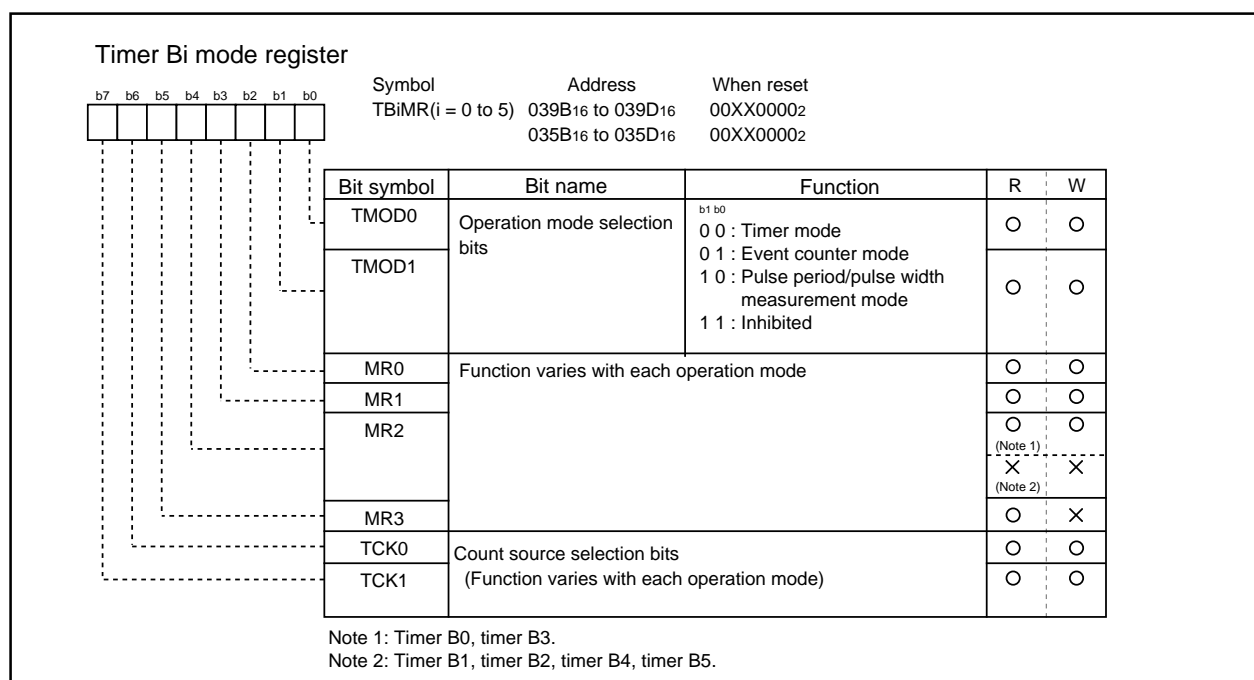 Timer Bi mode register
Symbol Address When reset
b7 b6 b5 b4 b3 b2 b1 b0
TBiMR(i = 0 to 5) 039B16 to 039D16 00XX00002
035B16 to 035D16 00XX00002
Bit symbol Bit name Function R W
TMOD0 Operation mode selection bits
TMOD1
b1 b0
0 0 : Timer mode
0 1 : Event counter mode
1 0 : Pulse period/pulse width
measurement mode
1 1 : Inhibited
MR0 Function varies with each operation mode
MR1
MR2
(Note 1)
(Note 2)
MR3
TCK0 Count source selection bits
TCK1 (Function varies with each operation mode)
Note 1: Timer B0, timer B3.
Note 2: Timer B1, timer B2, timer B4, timer B5.